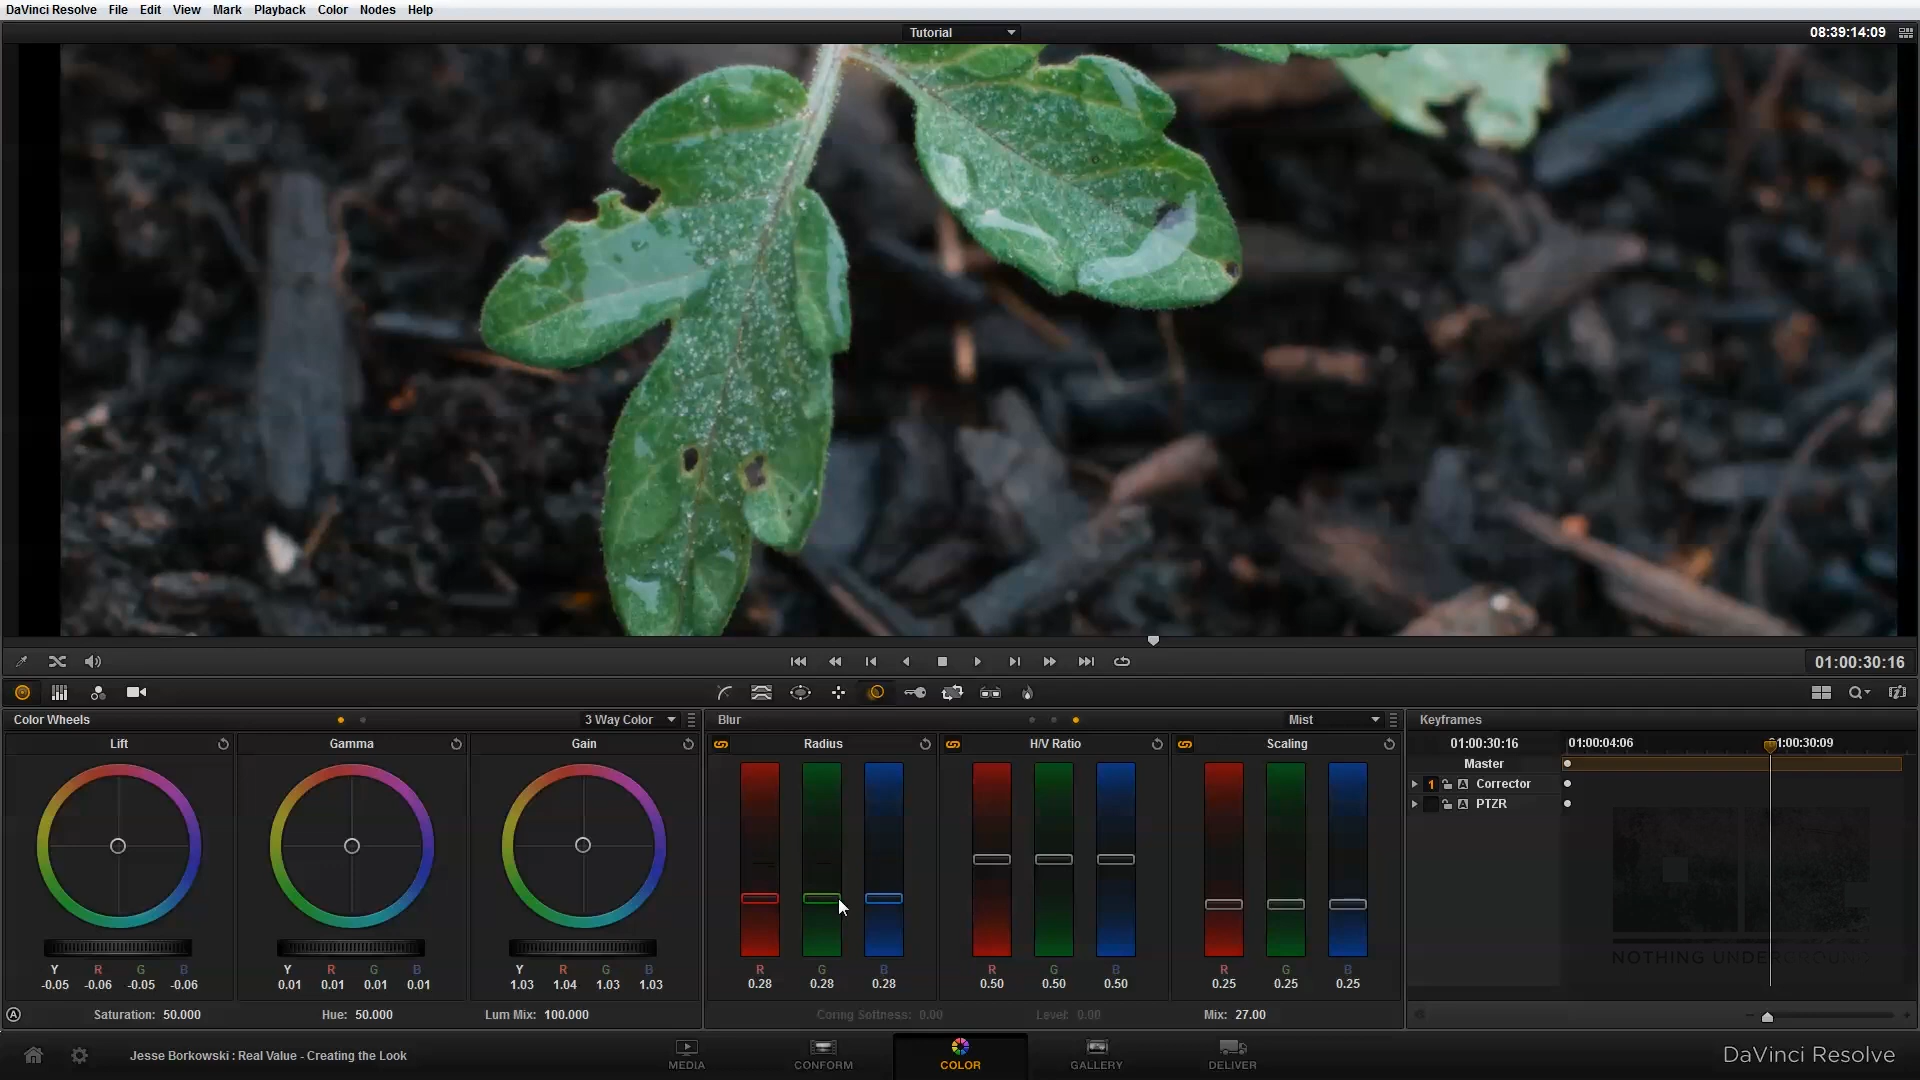 DaVinci Resolve File Edit View Mark Playback Color Nodes Help
Tutorial 08:39:14:09
01:00:30:16
Color Wheels 3 Way Color Blur Mist Keyframes
Lift Gamma Gain Radius H/V Ratio Scaling 01:00:30:16 01:00:04:06 01:00:30:09
Master
1 A Corrector
A PTZR
NOTHING UNDERGROUND
Y R G B Y R G B Y R G B R G B R G B R G B
-0.05 -0.06 -0.05 -0.06 0.01 0.01 0.01 0.01 1.03 1.04 1.03 1.03 0.28 0.28 0.28 0.50 0.50 0.50 0.25 0.25 0.25
A Saturation: 50.000 Hue: 50.000 Lum Mix: 100.000 Coring Softness: 0.00 Level: 0.00 Mix: 27.00
Jesse Borkowski : Real Value - Creating the Look MEDIA CONFORM COLOR GALLERY DELIVER DaVinci Resolve